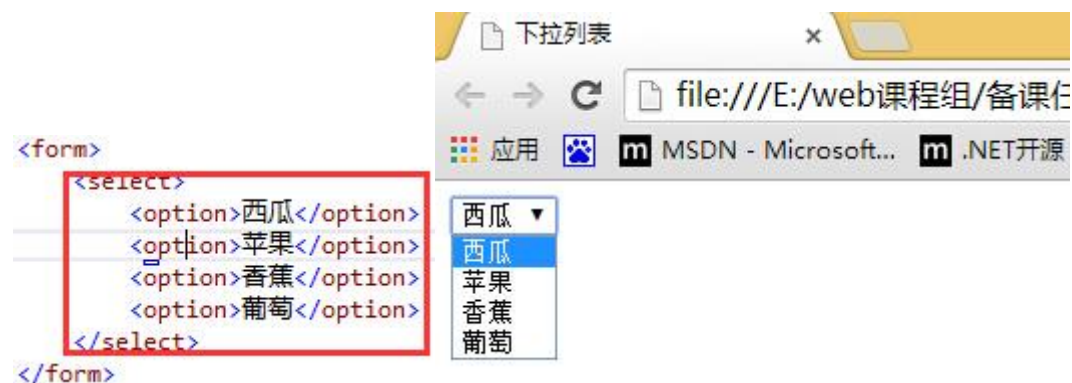 <form>
<select>
<option>西瓜</option>
<option>苹果</option>
<option>香蕉</option>
<option>葡萄</option>
</select>
</form>
下拉列表 ×
file:///E:/web课程组/备课任
应用 MSDN - Microsoft... .NET开源
西瓜
西瓜
苹果
香蕉
葡萄